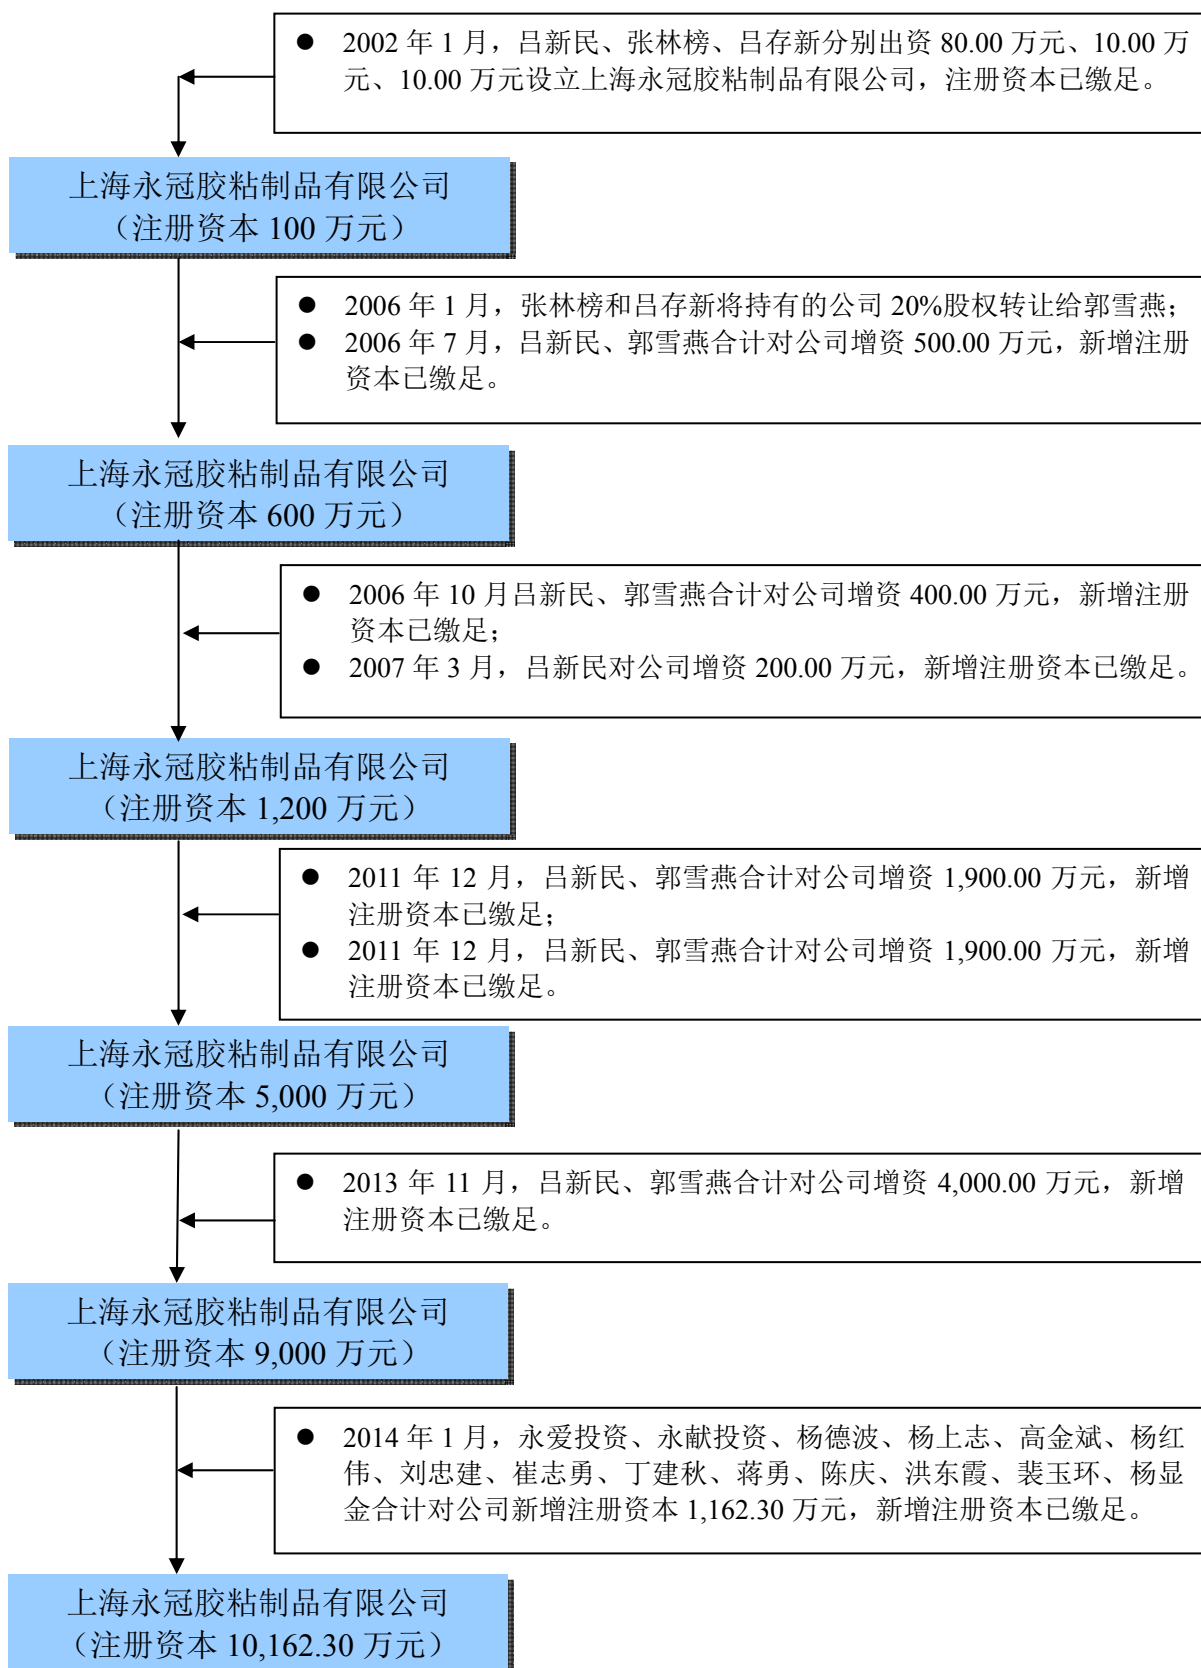 ● 2002 年 1 月，吕新民、张林榜、吕存新分别出资 80.00 万
元、10.00 万元设立上海永冠胶粘制品有限公司，注册资本已缴足。
上海永冠胶粘制品有限公司
（注册资本 100 万元）
● 2006 年 1 月，张林榜和吕存新将持有的公司 20%股权转让给郭雪燕；
● 2006 年 7 月，吕新民、郭雪燕合计对公司增资 500.00 万元，新增注册
资本已缴足。
上海永冠胶粘制品有限公司
（注册资本 600 万元）
● 2006 年 10 月吕新民、郭雪燕合计对公司增资 400.00 万元，新增注册
资本已缴足；
● 2007 年 3 月，吕新民对公司增资 200.00 万元，新增注册资本已缴足。
上海永冠胶粘制品有限公司
（注册资本 1,200 万元）
● 2011 年 12 月，吕新民、郭雪燕合计对公司增资 1,900.00 万元，新增
注册资本已缴足；
● 2011 年 12 月，吕新民、郭雪燕合计对公司增资 1,900.00 万元，新增
注册资本已缴足。
上海永冠胶粘制品有限公司
（注册资本 5,000 万元）
● 2013 年 11 月，吕新民、郭雪燕合计对公司增资 4,000.00 万元，新增
注册资本已缴足。
上海永冠胶粘制品有限公司
（注册资本 9,000 万元）
● 2014 年 1 月，永爱投资、永献投资、杨德波、杨上志、高金斌、杨红
伟、刘忠建、崔志勇、丁建秋、蒋勇、陈庆、洪东霞、裴玉环、杨显
金合计对公司新增注册资本 1,162.30 万元，新增注册资本已缴足。
上海永冠胶粘制品有限公司
（注册资本 10,162.30 万元）